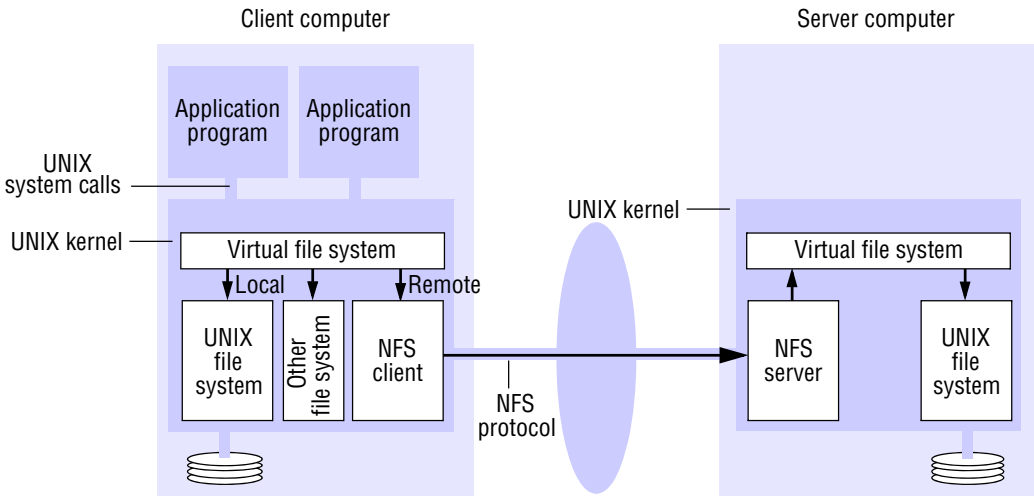 Client computer
Server computer
Application
program
Application
program
UNIX
system calls
UNIX kernel
Virtual file system
Local
Remote
UNIX
file
system
Other
file system
NFS
client
NFS
protocol
UNIX kernel
Virtual file system
NFS
server
UNIX
file
system